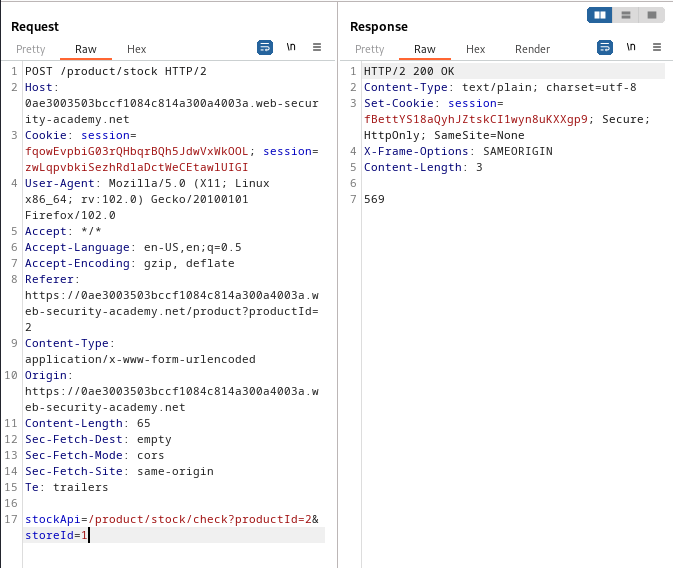 Request
Pretty Raw Hex \n
1 POST /product/stock HTTP/2
2 Host:
0ae3003503bccf1084c814a300a4003a.web-secur
ity-academy.net
3 Cookie: session=
fqowEvpbiG03rQHbqrBQh5JdwVxWkOOL; session=
zwLqpvbkiSezhRdlaDctWeCEtawlUIGI
4 User-Agent: Mozilla/5.0 (X11; Linux
x86_64; rv:102.0) Gecko/20100101
Firefox/102.0
5 Accept: */*
6 Accept-Language: en-US,en;q=0.5
7 Accept-Encoding: gzip, deflate
8 Referer:
https://0ae3003503bccf1084c814a300a4003a.w
eb-security-academy.net/product?productId=
2
9 Content-Type:
application/x-www-form-urlencoded
10 Origin:
https://0ae3003503bccf1084c814a300a4003a.w
eb-security-academy.net
11 Content-Length: 65
12 Sec-Fetch-Dest: empty
13 Sec-Fetch-Mode: cors
14 Sec-Fetch-Site: same-origin
15 Te: trailers
16
17 stockApi=/product/stock/check?productId=2&
storeId=1
Response
Pretty Raw Hex Render \n
1 HTTP/2 200 OK
2 Content-Type: text/plain; charset=utf-8
3 Set-Cookie: session=
fBettYS18aQyhJZtskCI1wyn8uKXXgp9; Secure;
HttpOnly; SameSite=None
4 X-Frame-Options: SAMEORIGIN
5 Content-Length: 3
6
7 569